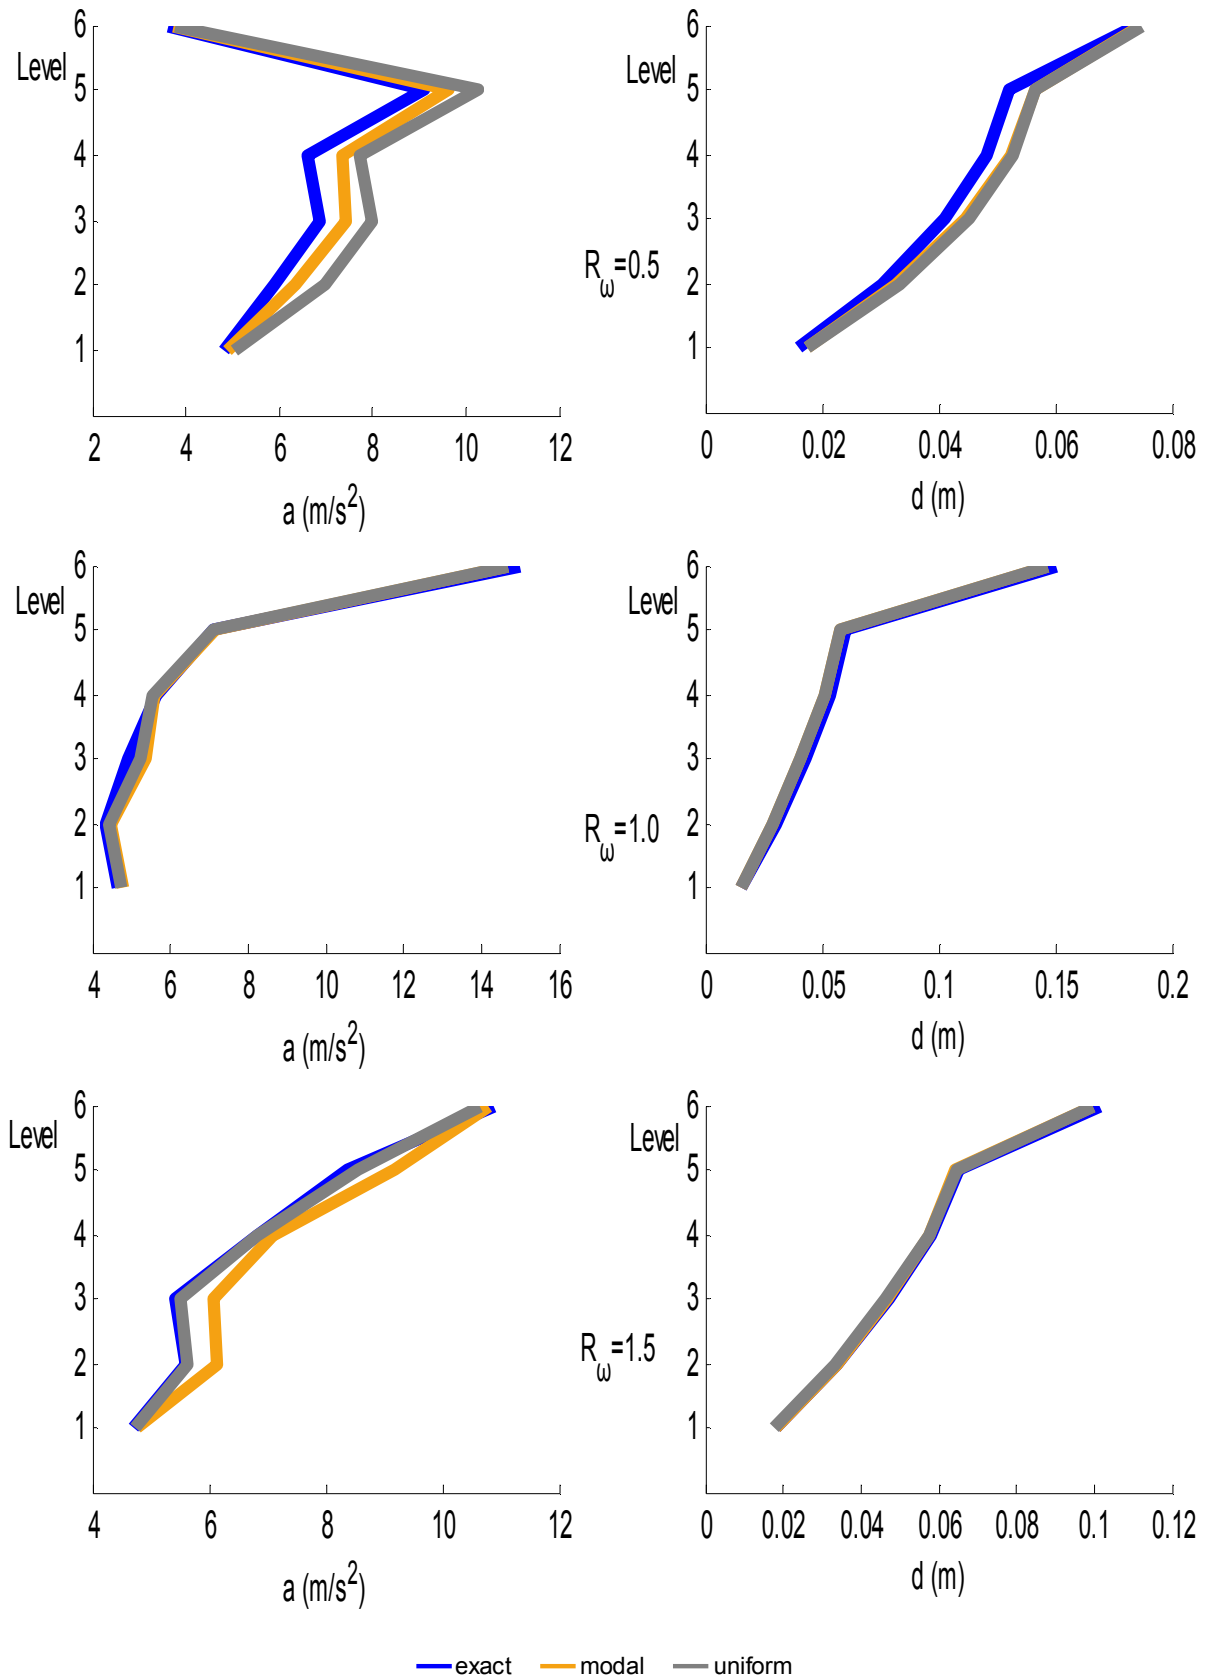 6
Level
5
4
3
2
1
2 4 6 8 10 12
a (m/s²)
6
Level
5
4
3
2
1
0 0.02 0.04 0.06 0.08
d (m)
R_ω=0.5
6
Level
5
4
3
2
1
4 6 8 10 12 14 16
a (m/s²)
6
Level
5
4
3
2
1
0 0.05 0.1 0.15 0.2
d (m)
R_ω=1.0
6
Level
5
4
3
2
1
4 6 8 10 12
a (m/s²)
6
Level
5
4
3
2
1
0 0.02 0.04 0.06 0.08 0.1 0.12
d (m)
R_ω=1.5
exact modal uniform